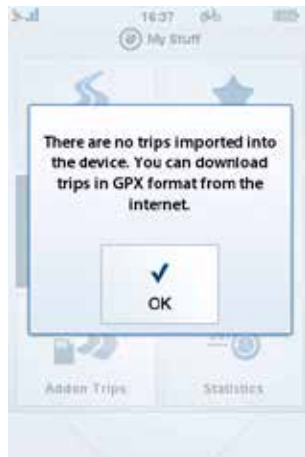 16:37
My Stuff
There are no trips imported into
the device. You can download
trips in GPX format from the
internet.
OK
Added Trips
Statistics